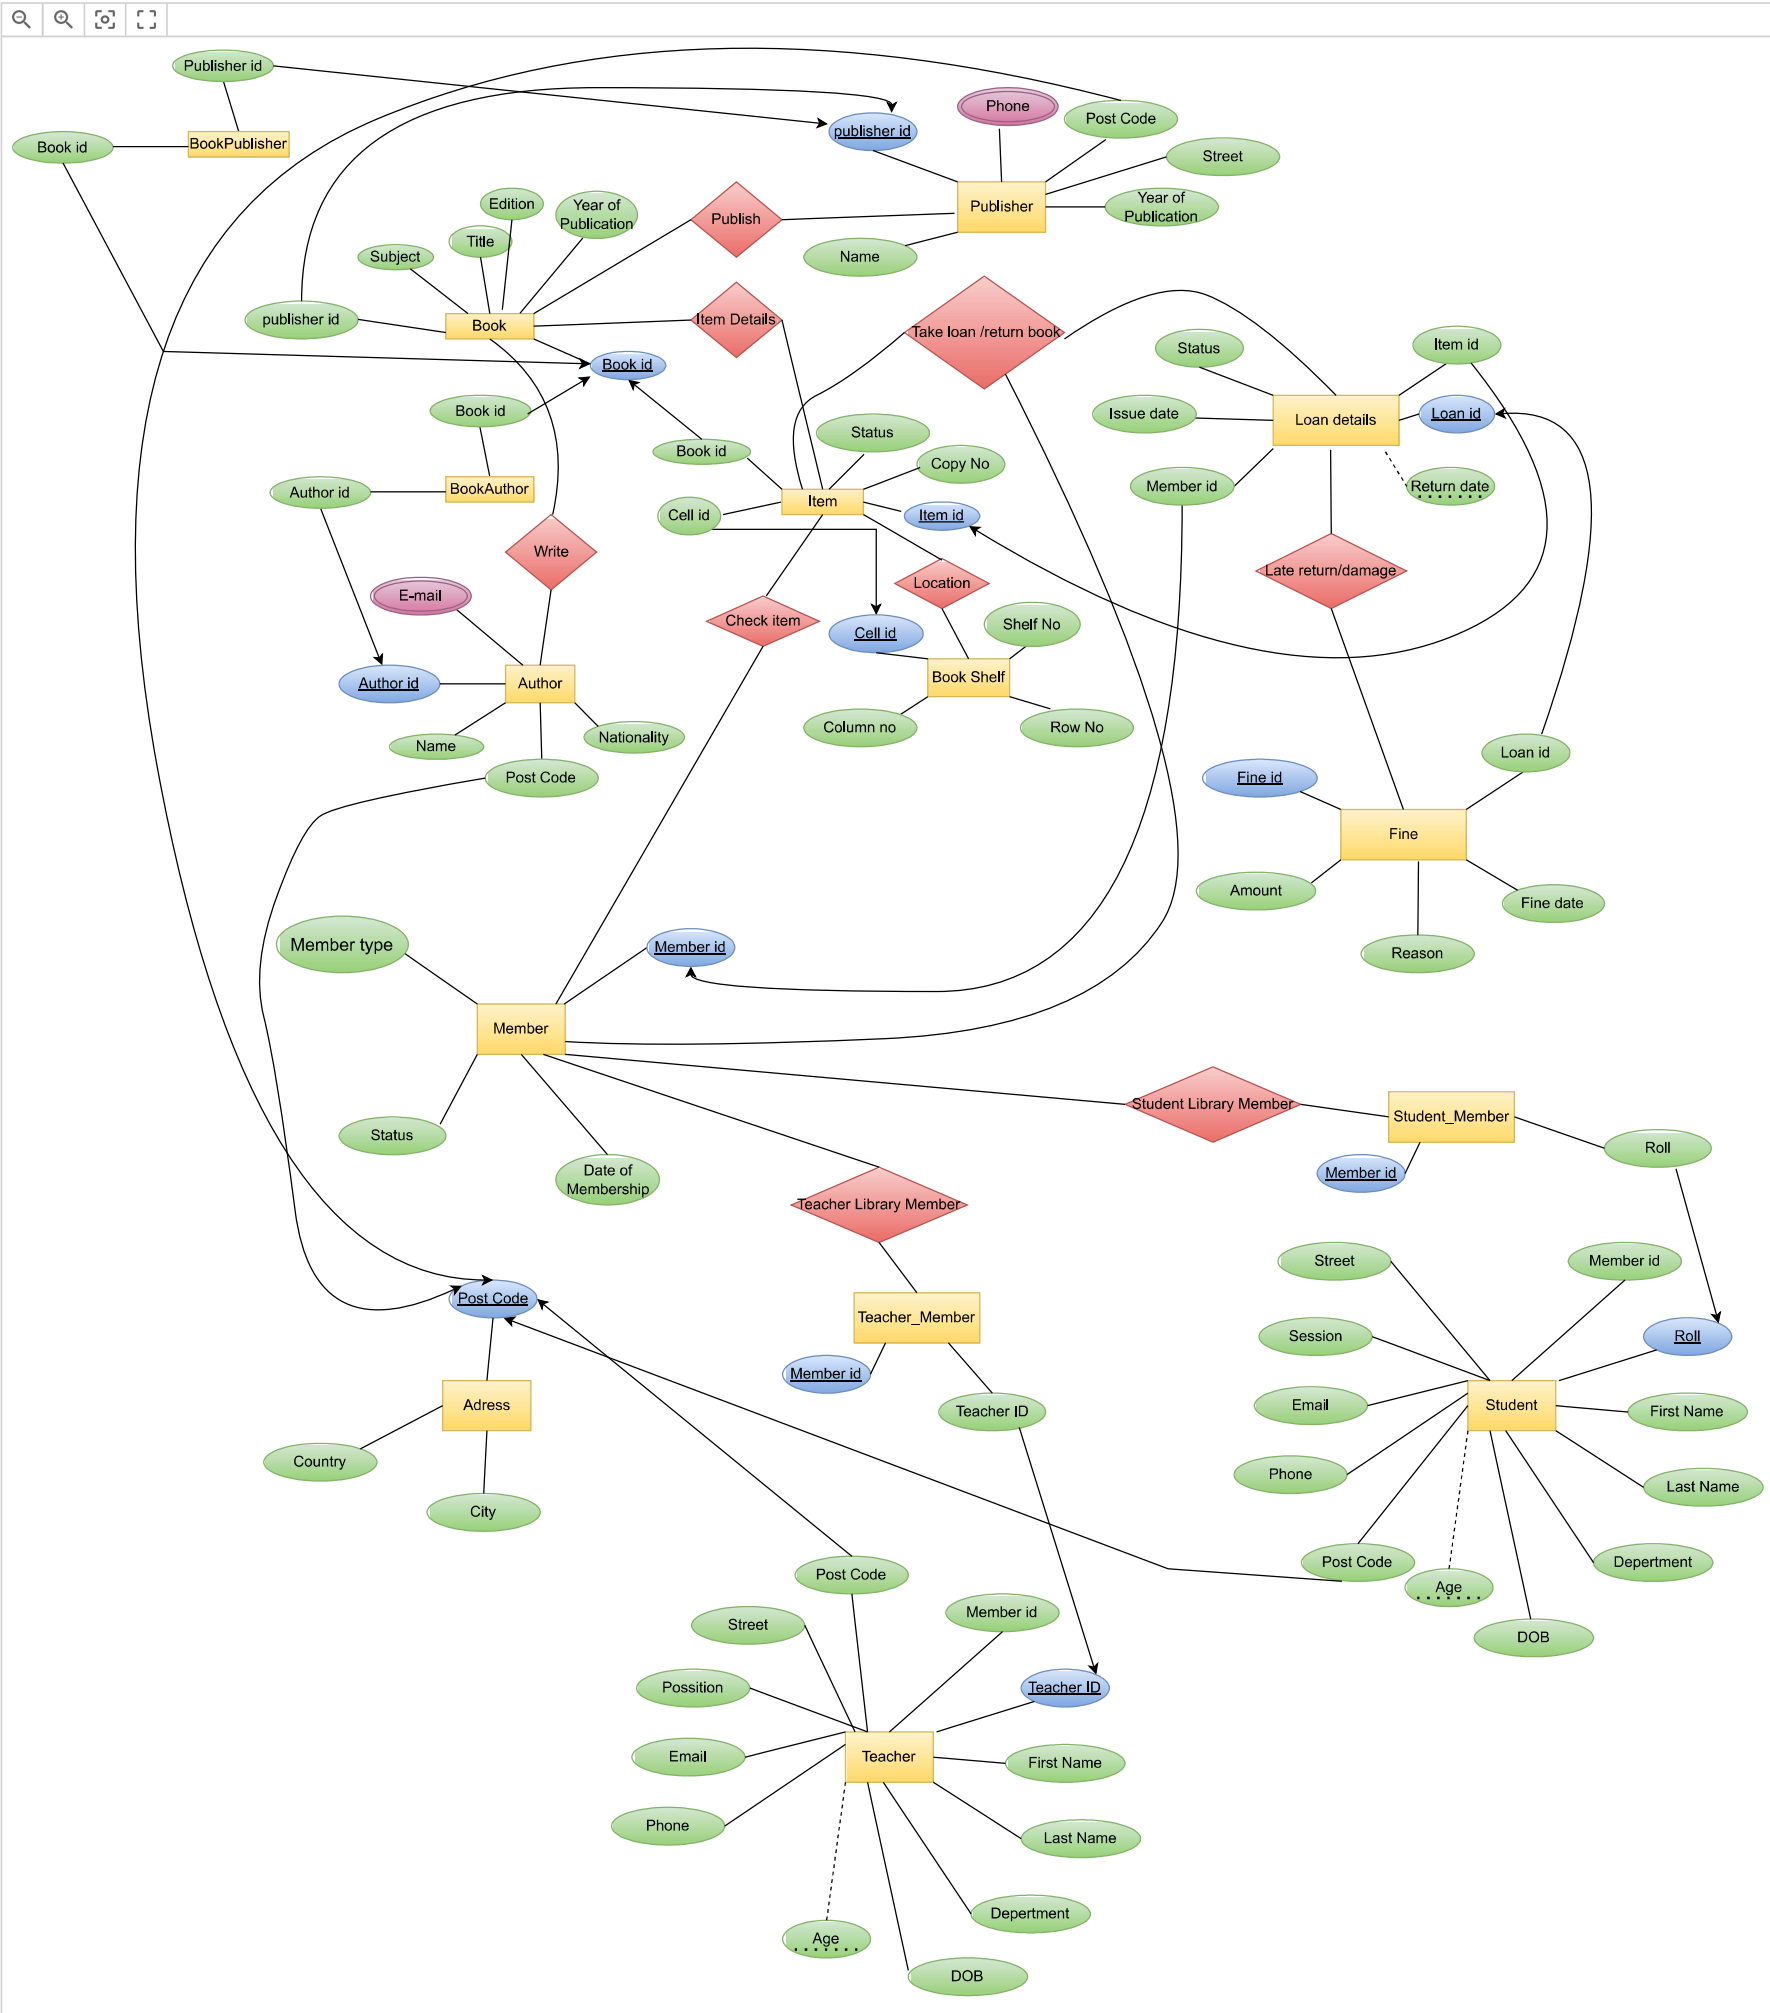 Publisher id
BookPublisher
Book id
publisher id
Phone
Post Code
Street
Year of
Publication
Publisher
Name
Publish
Edition
Year of
Publication
Title
Subject
publisher id
Book
Item Details
Book id
Take loan /return book
Status
Item id
Issue date
Loan details
Loan id
Member id
Return date
Book id
Author id
BookAuthor
Book id
Status
Copy No
Cell id
Item
Item id
Write
Location
Late return/damage
E-mail
Check item
Cell id
Shelf No
Author id
Author
Book Shelf
Name
Nationality
Post Code
Column no
Row No
Loan id
Fine id
Fine
Amount
Fine date
Reason
Member type
Member id
Member
Status
Date of
Membership
Student Library Member
Student_Member
Member id
Roll
Teacher Library Member
Street
Member id
Post Code
Teacher_Member
Session
Roll
Member id
Adress
Teacher ID
Email
Student
First Name
Country
City
Phone
Last Name
Post Code
Age
Depertment
DOB
Post Code
Street
Member id
Possition
Teacher ID
Email
Teacher
First Name
Phone
Last Name
Age
Depertment
DOB